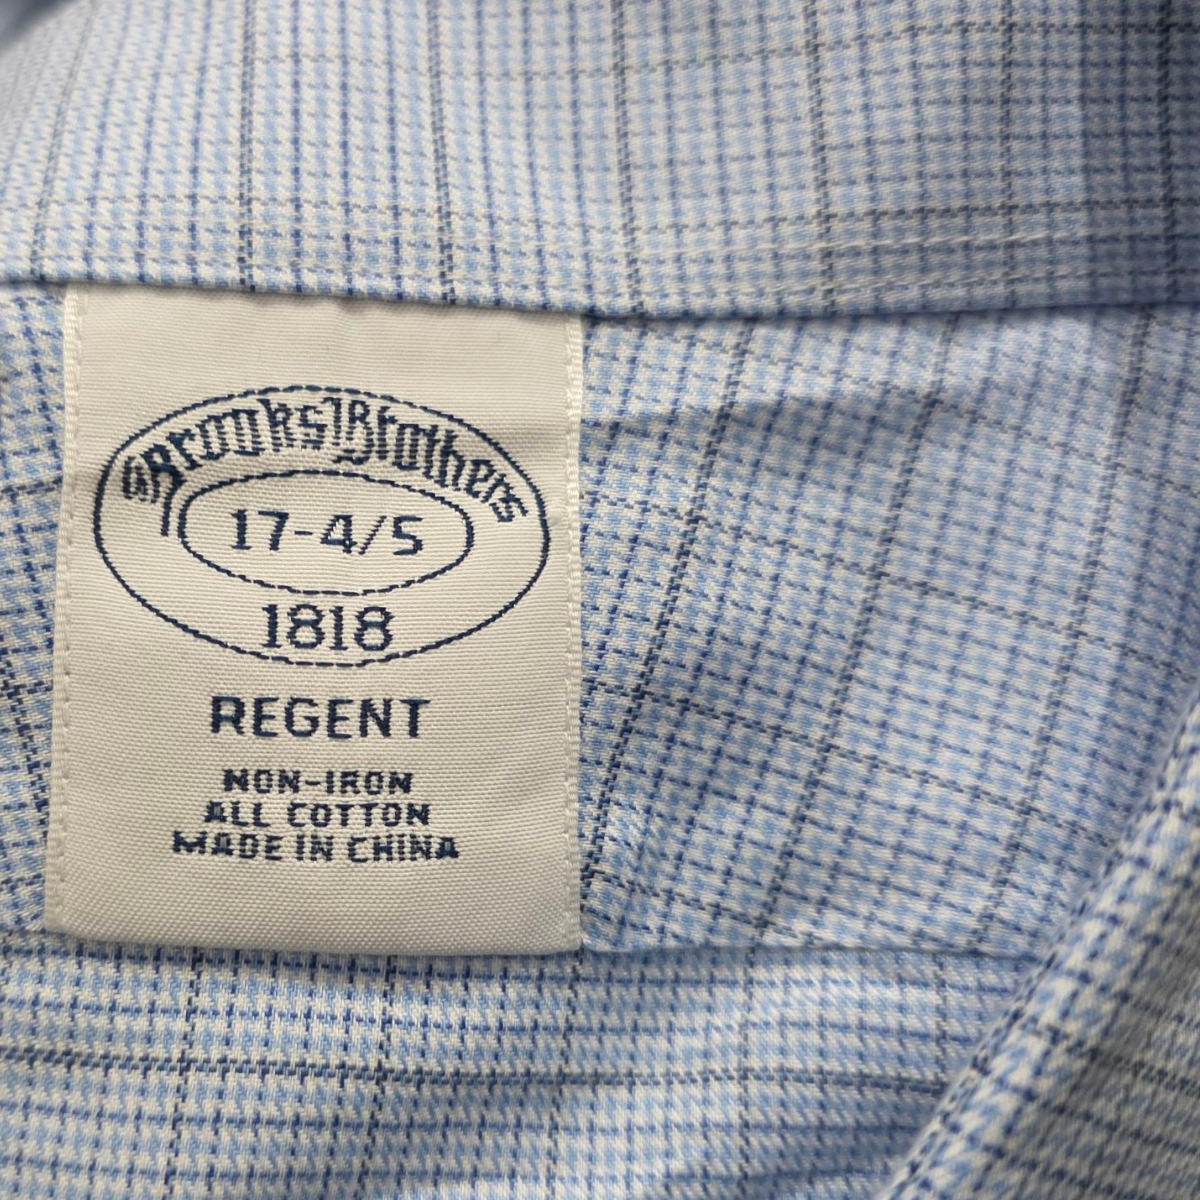 Brooks Brothers
17-4/5
1818
REGENT
NON-IRON
ALL COTTON
MADE IN CHINA